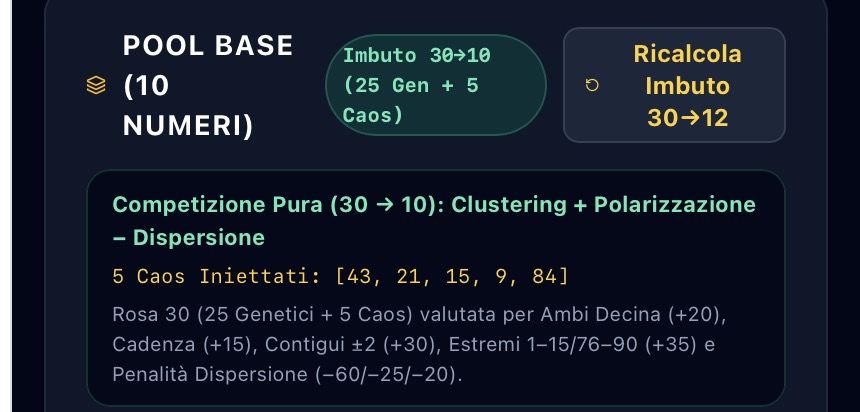 POOL BASE
(10
NUMERI)
Imbuto 30→10
(25 Gen + 5
Caos)
Ricalcola
Imbuto
30→12
Competizione Pura (30 → 10): Clustering + Polarizzazione
– Dispersione
5 Caos Iniettati: [43, 21, 15, 9, 84]
Rosa 30 (25 Genetici + 5 Caos) valutata per Ambi Decina (+20),
Cadenza (+15), Contigui ±2 (+30), Estremi 1–15/76–90 (+35) e
Penalità Dispersione (−60/−25/−20).